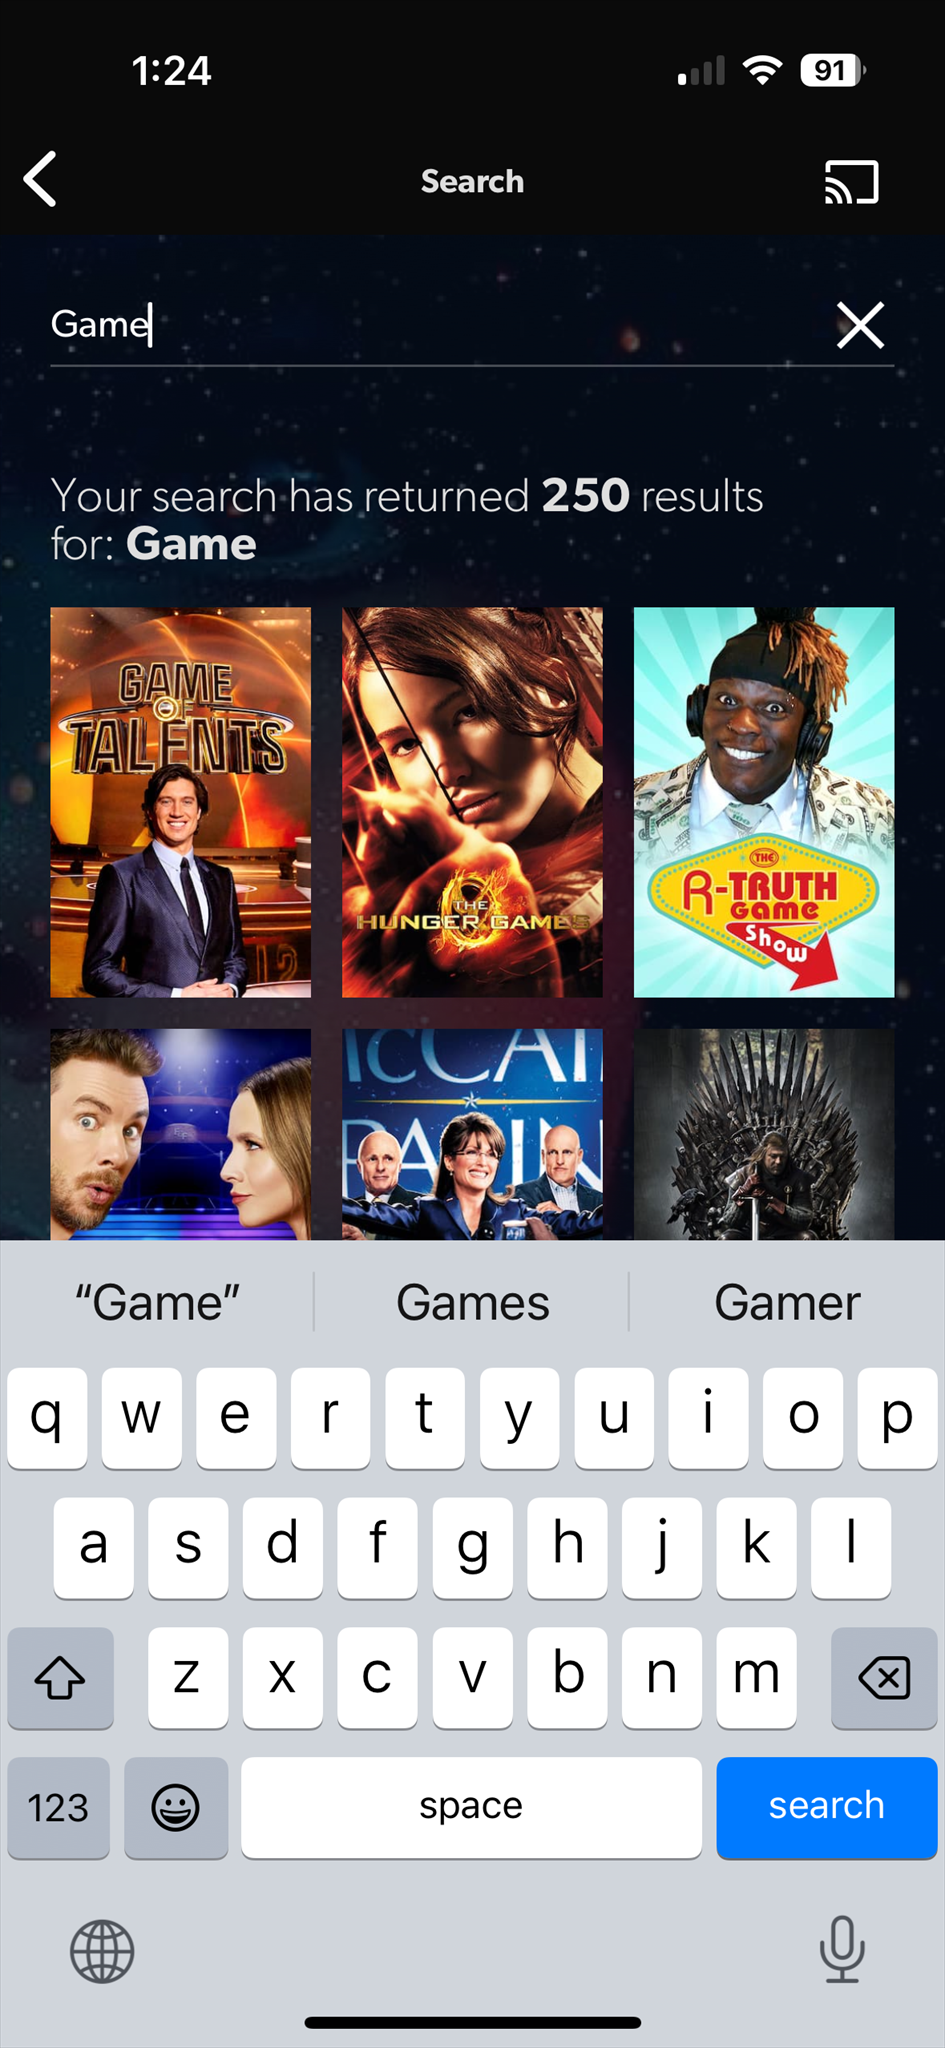 1:24
91
Search
Game
Your search has returned 250 results
for: Game
GAME
OF
TALENTS
12
THE
HUNGER GAMES
THE
R-TRUTH
Game
Show
“Game”
Games
Gamer
q w e r t y u i o p
a s d f g h j k l
z x c v b n m
123
space
search